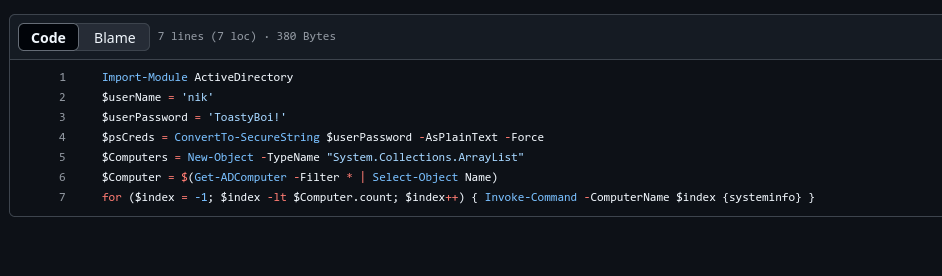 Code Blame 7 lines (7 loc) · 380 Bytes
1 Import-Module ActiveDirectory
2 $userName = 'nik'
3 $userPassword = 'ToastyBoi!'
4 $psCreds = ConvertTo-SecureString $userPassword -AsPlainText -Force
5 $Computers = New-Object -TypeName "System.Collections.ArrayList"
6 $Computer = $(Get-ADComputer -Filter * | Select-Object Name)
7 for ($index = -1; $index -lt $Computer.count; $index++) { Invoke-Command -ComputerName $index {systeminfo} }